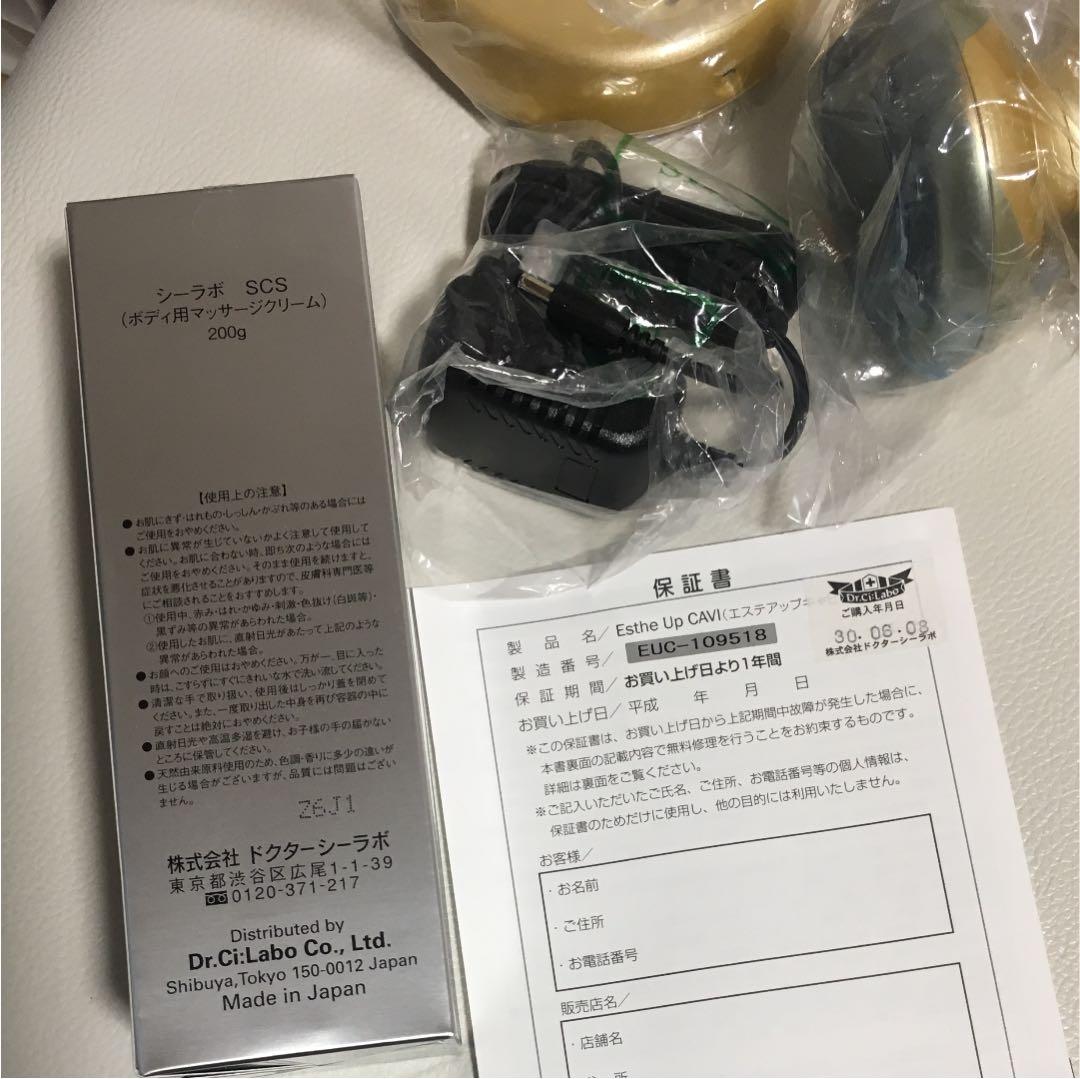 シーラボ SCS
(ボディ用マッサージクリーム)
200g
【使用上の注意】
●お肌にきず・はれもの・しっしん・かぶれ等のある場合には
ご使用をおやめください。
●お肌に異常が生じていないかよく注意して使用して
ください。お肌に合わない時、即ち次のような場合には
ご使用をおやめください。そのまま使用を続けますと、
症状を悪化させることがありますので、皮膚科専門医等
にご相談されることをおすすめします。
①使用中、赤み・はれ・かゆみ・刺激・色抜け(白斑等)・
黒ずみ等の異常があらわれた場合。
②使用したお肌に、直射日光があたって上記のような
異常があらわれた場合。
●お顔へのご使用はおやめください。万が一、目に入った
時は、こすらずにすぐにきれいな水で洗い流してください。
●清潔な手で取り扱い、使用後はしっかり蓋を閉めて
ください。また、一度取り出した中身を再び容器の中に
戻すことは絶対におやめください。
●直射日光や高温多湿を避け、お子様の手の届かない
ところに保管してください。
●天然由来原料使用のため、色調・香りに多少の違いが
生じる場合がございますが、品質には問題はござい
ません。
Z6J1
株式会社 ドクターシーラボ
東京都渋谷区広尾1-1-39
0120-371-217
Distributed by
Dr.Ci:Labo Co., Ltd.
Shibuya,Tokyo 150-0012 Japan
Made in Japan
保証書
製品名/ Esthe Up CAVI(エステアップキャビ
製造番号/ EUC-109518
保証期間/ お買い上げ日より1年間
お買い上げ日/ 平成 年 月 日
Dr.Ci:Labo
ご購入年月日
30.06.08
株式会社ドクターシーラボ
※この保証書は、お買い上げ日から上記期間中故障が発生した場合に、
本書裏面の記載内容で無料修理を行うことをお約束するものです。
詳細は裏面をご覧ください。
※ご記入いただいたご氏名、ご住所、お電話番号等の個人情報は、
保証書のためだけに使用し、他の目的には利用いたしません。
お客様/
・お名前
・ご住所
・お電話番号
販売店名/
・店舗名